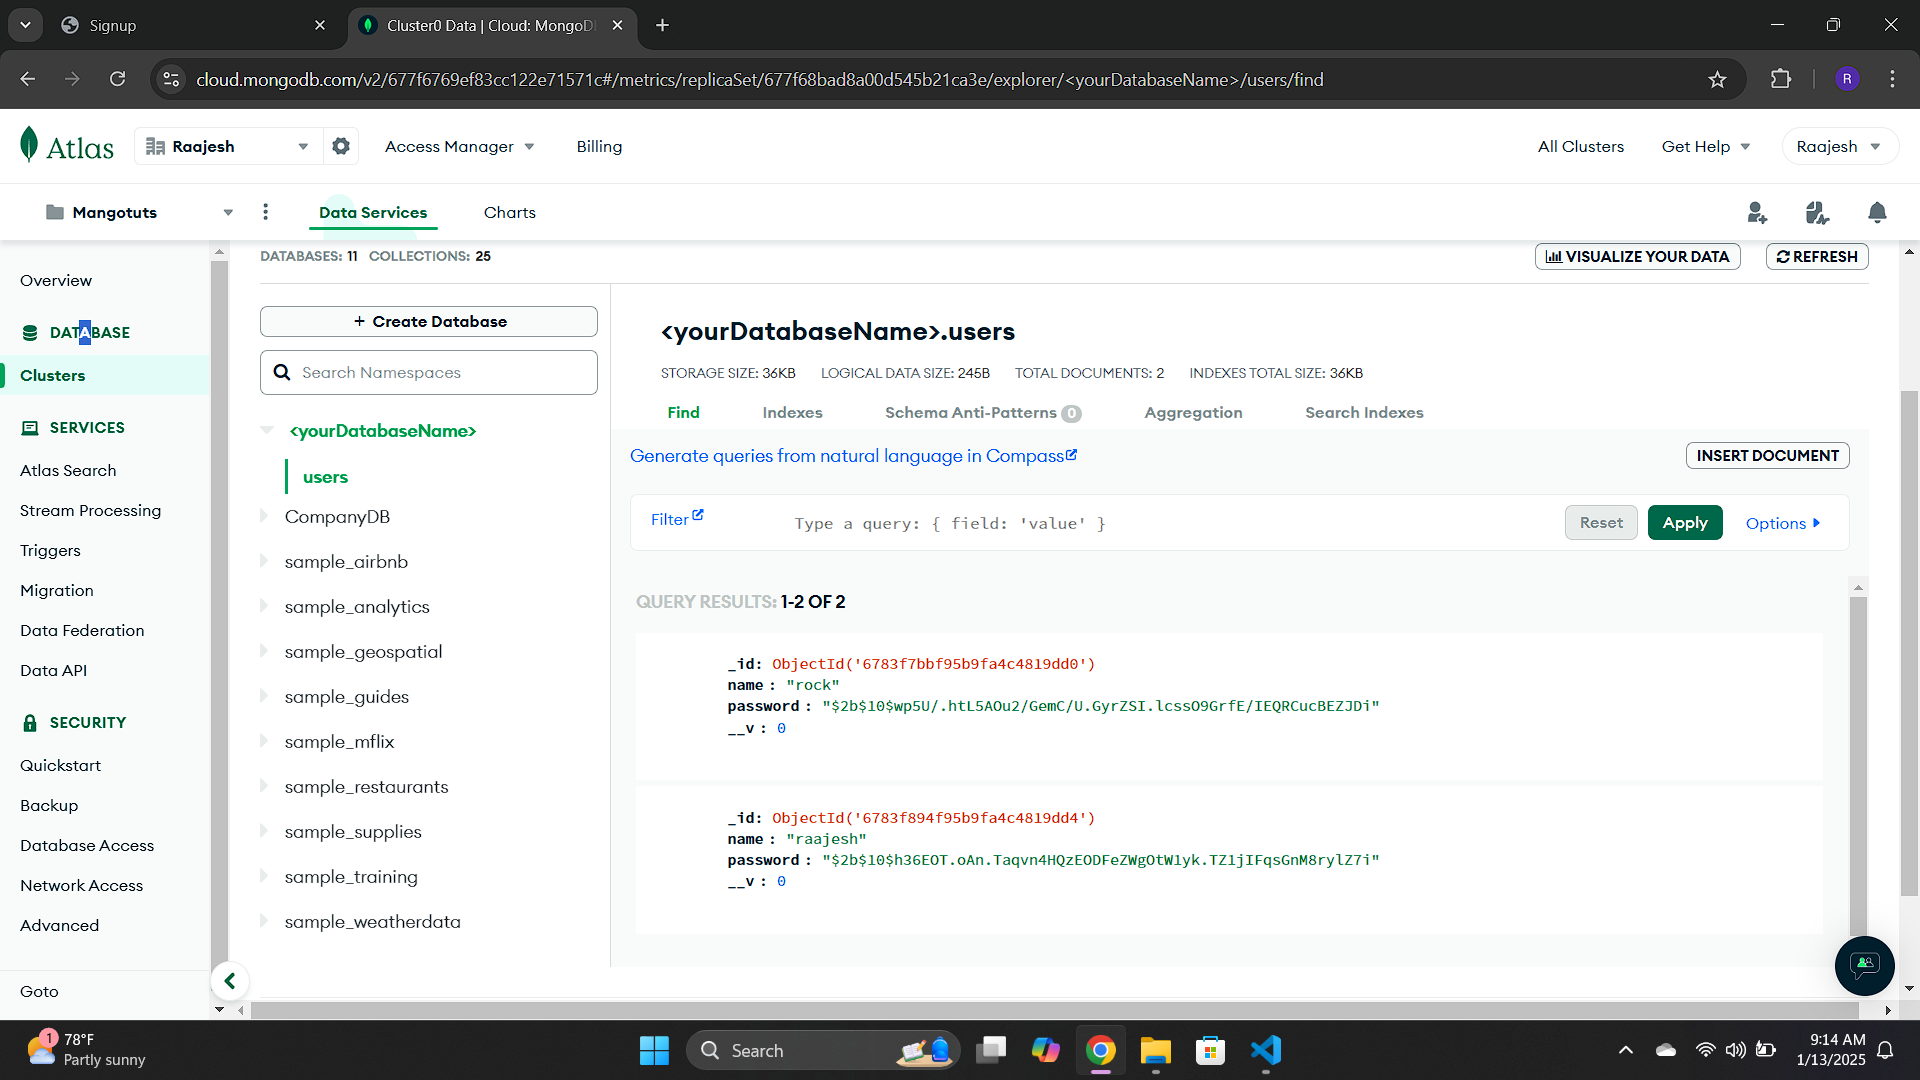 Signup
Cluster0 Data | Cloud: MongoD
cloud.mongodb.com/v2/677f6769ef83cc122e71571c#/metrics/replicaSet/677f68bad8a00d545b21ca3e/explorer/<yourDatabaseName>/users/find
R
Atlas
Raajesh
Access Manager
Billing
All Clusters
Get Help
Raajesh
Mangotuts
Data Services
Charts
Overview
DATABASE
Clusters
SERVICES
Atlas Search
Stream Processing
Triggers
Migration
Data Federation
Data API
SECURITY
Quickstart
Backup
Database Access
Network Access
Advanced
Goto
DATABASES: 11 COLLECTIONS: 25
VISUALIZE YOUR DATA
REFRESH
+ Create Database
Search Namespaces
<yourDatabaseName>
users
CompanyDB
sample_airbnb
sample_analytics
sample_geospatial
sample_guides
sample_mflix
sample_restaurants
sample_supplies
sample_training
sample_weatherdata
<yourDatabaseName>.users
STORAGE SIZE: 36KB LOGICAL DATA SIZE: 245B TOTAL DOCUMENTS: 2 INDEXES TOTAL SIZE: 36KB
Find Indexes Schema Anti-Patterns 0 Aggregation Search Indexes
Generate queries from natural language in Compass
INSERT DOCUMENT
Filter
Type a query: { field: 'value' }
Reset
Apply
Options
QUERY RESULTS: 1-2 OF 2
_id: ObjectId('6783f7bbf95b9fa4c4819dd0')
name : "rock"
password : "$2b$10$wp5U/.htL5AOu2/GemC/U.GyrZSI.lcssO9GrfE/IEQRCucBEZJDi"
__v : 0
_id: ObjectId('6783f894f95b9fa4c4819dd4')
name : "raajesh"
password : "$2b$10$h36EOT.oAn.Taqvn4HQzEODFeZWgOtW1yk.TZ1jIFqsGnM8rylZ7i"
__v : 0
1
78°F
Partly sunny
Search
9:14 AM
1/13/2025